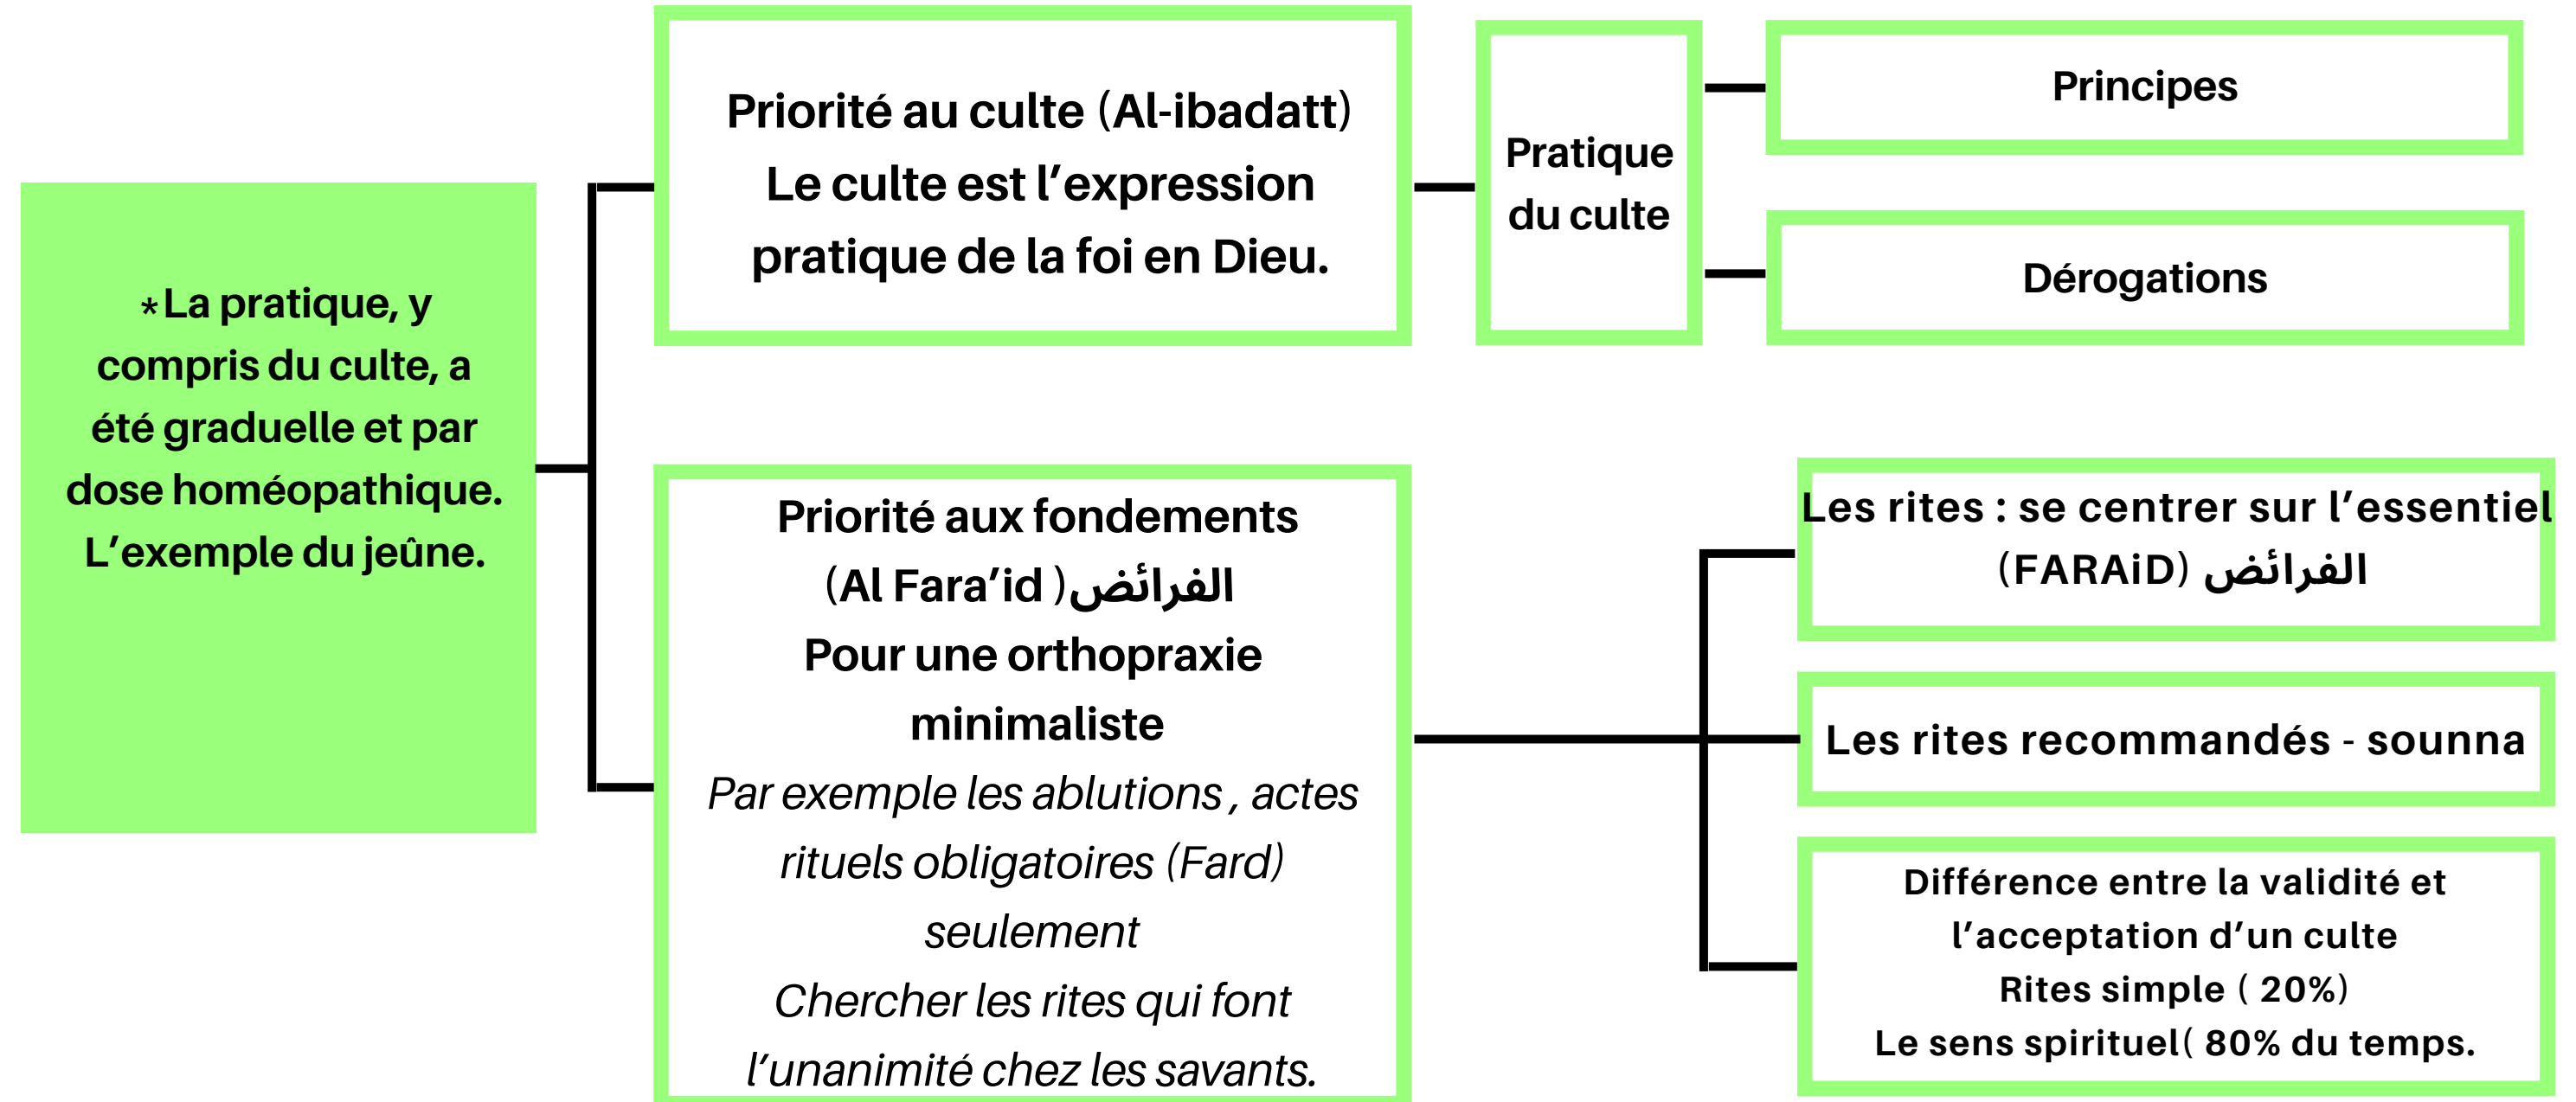 *La pratique, y
compris du culte, a
été graduelle et par
dose homéopathique.
L'exemple du jeûne.
Priorité au culte (Al-ibadatt)
Le culte est l'expression
pratique de la foi en Dieu.
Pratique
du culte
Principes
Dérogations
Priorité aux fondements
(Al Fara'id )الفرائض
Pour une orthopraxie
minimaliste
Par exemple les ablutions , actes
rituels obligatoires (Fard)
seulement
Chercher les rites qui font
l'unanimité chez les savants.
Les rites : se centrer sur l'essentiel
(FARAiD) الفرائض
Les rites recommandés - sounna
Différence entre la validité et
l'acceptation d'un culte
Rites simple ( 20%)
Le sens spirituel( 80% du temps.